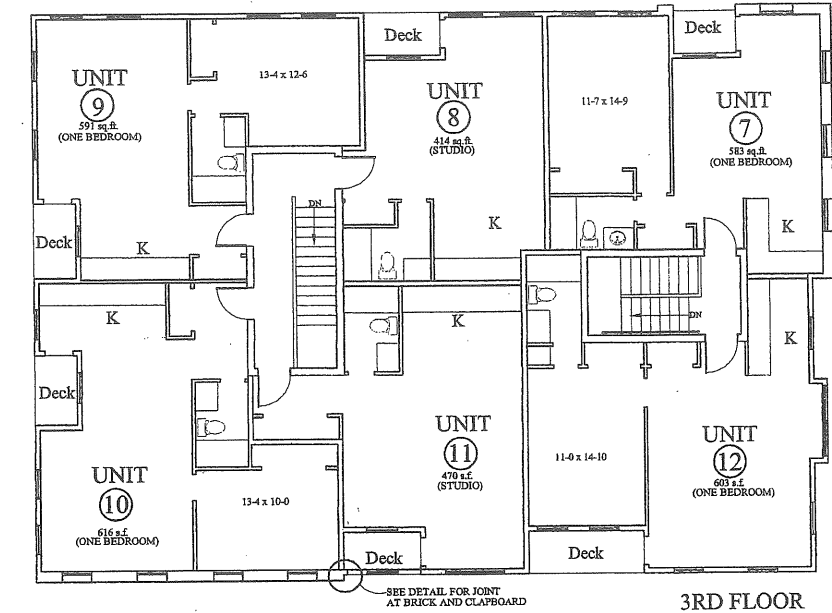 Deck
Deck
UNIT
9
591 sq.ft.
(ONE BEDROOM)
13-4 x 12-6
UNIT
8
414 sq.ft.
(STUDIO)
11-7 x 14-9
UNIT
7
583 sq.ft.
(ONE BEDROOM)
DN
Deck
K
K
K
K
K
DN
K
Deck
UNIT
10
616 s.f.
(ONE BEDROOM)
13-4 x 10-0
UNIT
11
470 s.f.
(STUDIO)
11-0 x 14-10
UNIT
12
603 s.f.
(ONE BEDROOM)
Deck
Deck
SEE DETAIL FOR JOINT
AT BRICK AND CLAPBOARD
3RD FLOOR